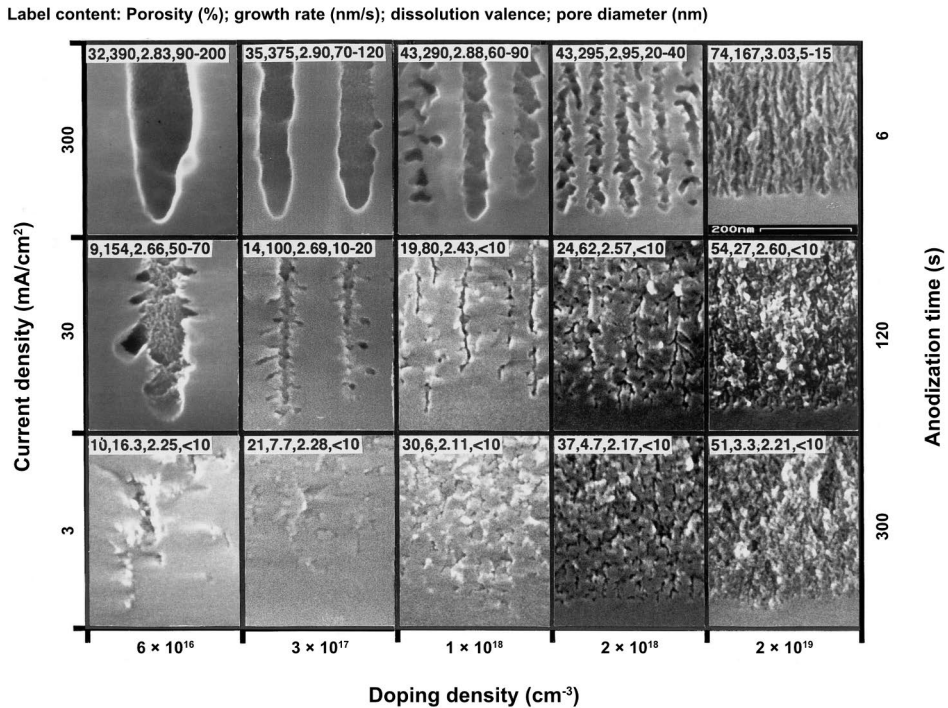 Label content: Porosity (%); growth rate (nm/s); dissolution valence; pore diameter (nm)
32,390,2.83,90-200
35,375,2.90,70-120
43,290,2.88,60-90
43,295,2.95,20-40
74,167,3.03,5-15
300
6
200nm
9,154,2.66,50-70
14,100,2.69,10-20
19,80,2.43,<10
24,62,2.57,<10
54,27,2.60,<10
Current density (mA/cm²)
30
120
Anodization time (s)
10,16.3,2.25,<10
21,7.7,2.28,<10
30,6,2.11,<10
37,4.7,2.17,<10
51,3.3,2.21,<10
3
300
6 × 10¹⁶
3 × 10¹⁷
1 × 10¹⁸
2 × 10¹⁸
2 × 10¹⁹
Doping density (cm⁻³)